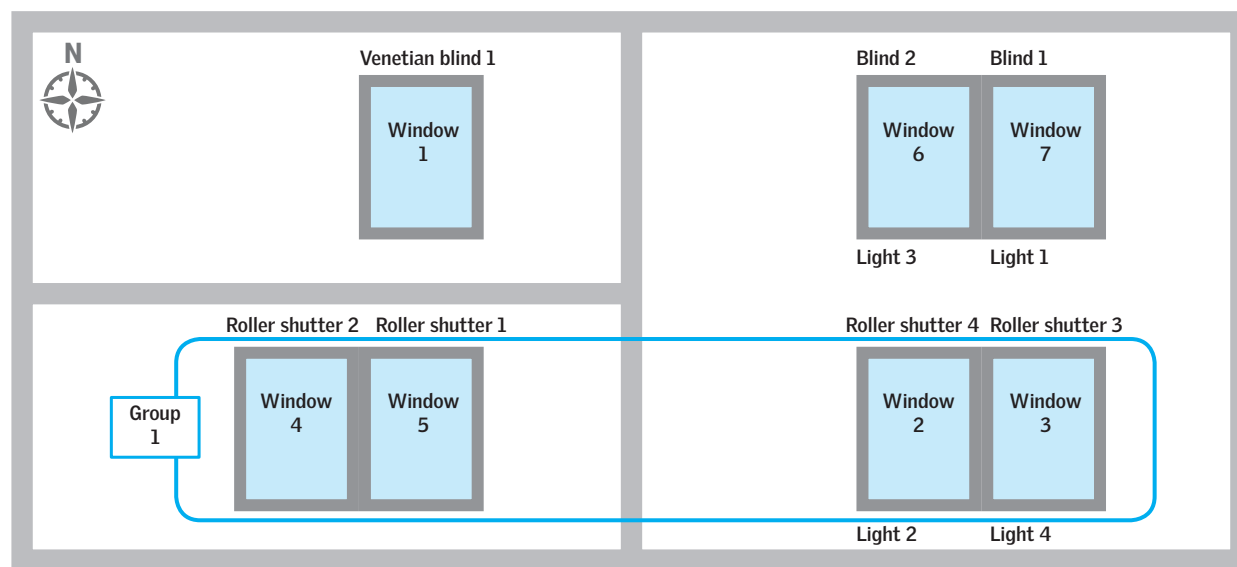 N
Venetian blind 1
Window
1
Blind 2 Blind 1
Window
6
Window
7
Light 3 Light 1
Roller shutter 2 Roller shutter 1
Group
1
Window
4
Window
5
Roller shutter 4 Roller shutter 3
Window
2
Window
3
Light 2 Light 4